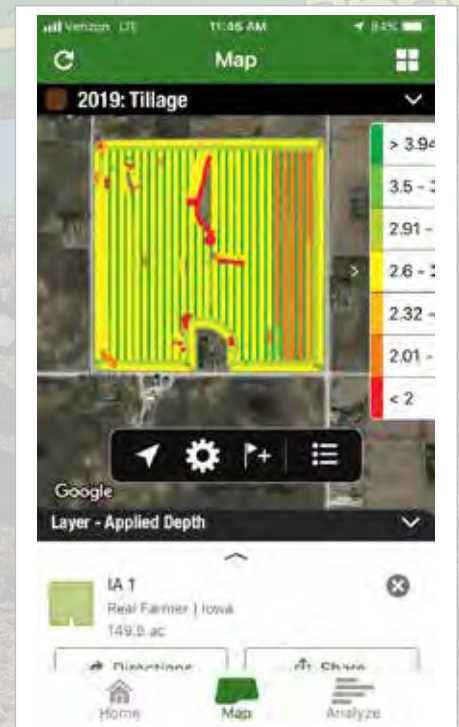 Verizon LTE 11:46 AM 84%
Map
2019: Tillage
> 3.94
3.5 -
2.91 -
2.6 -
2.32 -
2.01 -
< 2
Google
Layer - Applied Depth
IA 1
Real Farmer | Iowa
149.5 ac
Directions Share
Home Map Analyze